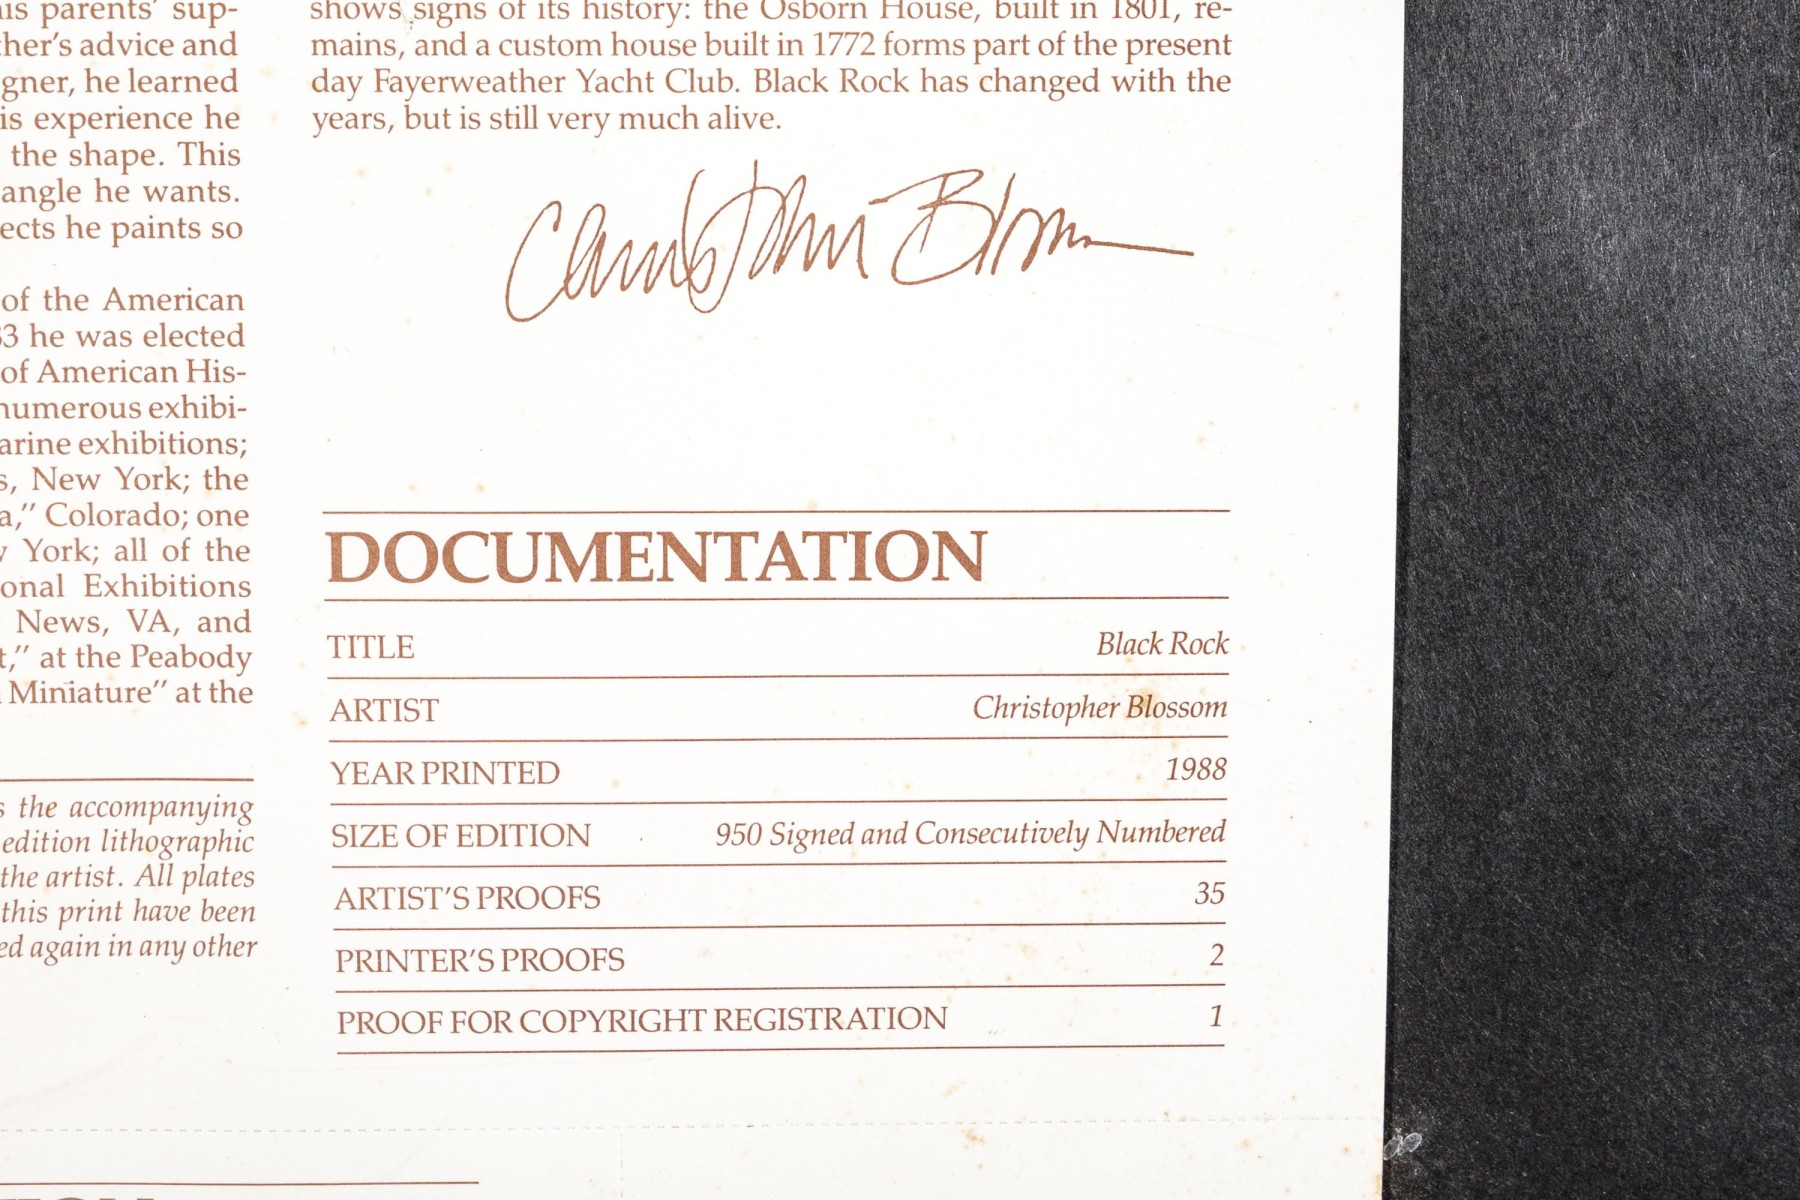 his parents' sup-
ther's advice and
gner, he learned
is experience he
the shape. This
angle he wants.
ects he paints so
of the American
83 he was elected
of American His-
numerous exhibi-
arine exhibitions;
s, New York; the
a," Colorado; one
York; all of the
onal Exhibitions
News, VA, and
t," at the Peabody
Miniature" at the
s the accompanying
edition lithographic
the artist. All plates
this print have been
ed again in any other
shows signs of its history: the Osborn House, built in 1801, re-
mains, and a custom house built in 1772 forms part of the present
day Fayerweather Yacht Club. Black Rock has changed with the
years, but is still very much alive.
Christopher Blossom
DOCUMENTATION
TITLE Black Rock
ARTIST Christopher Blossom
YEAR PRINTED 1988
SIZE OF EDITION 950 Signed and Consecutively Numbered
ARTIST'S PROOFS 35
PRINTER'S PROOFS 2
PROOF FOR COPYRIGHT REGISTRATION 1